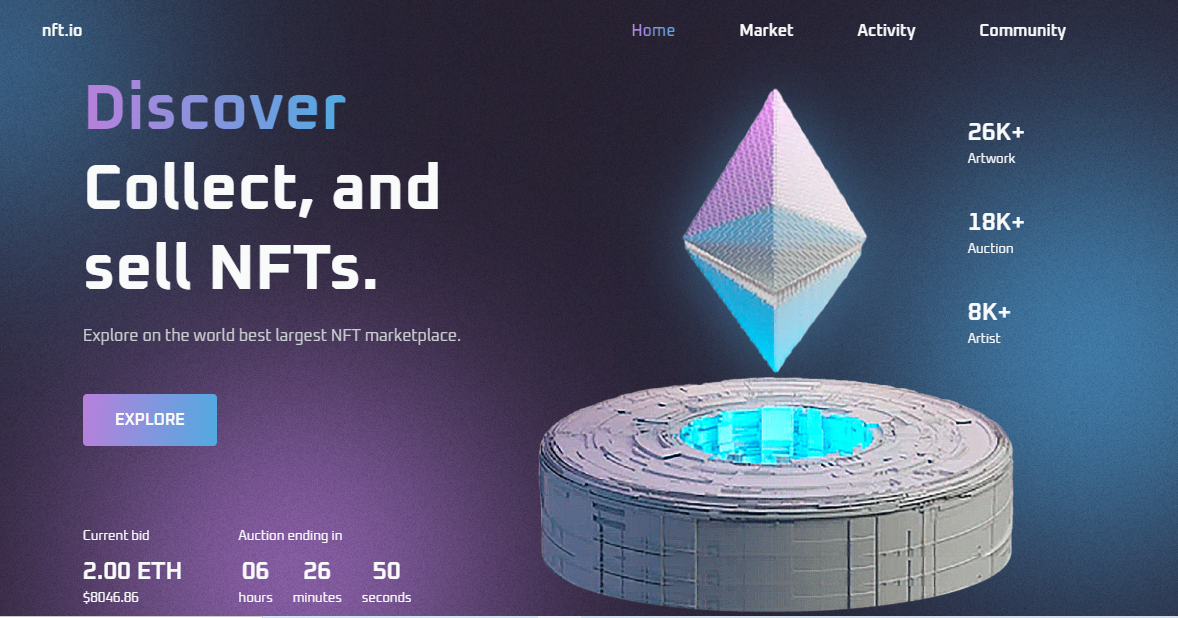 nft.io
Home Market Activity Community
Discover
Collect, and
sell NFTs.
Explore on the world best largest NFT marketplace.
EXPLORE
Current bid
2.00 ETH
$8046.86
Auction ending in
06 26 50
hours minutes seconds
26K+
Artwork
18K+
Auction
8K+
Artist